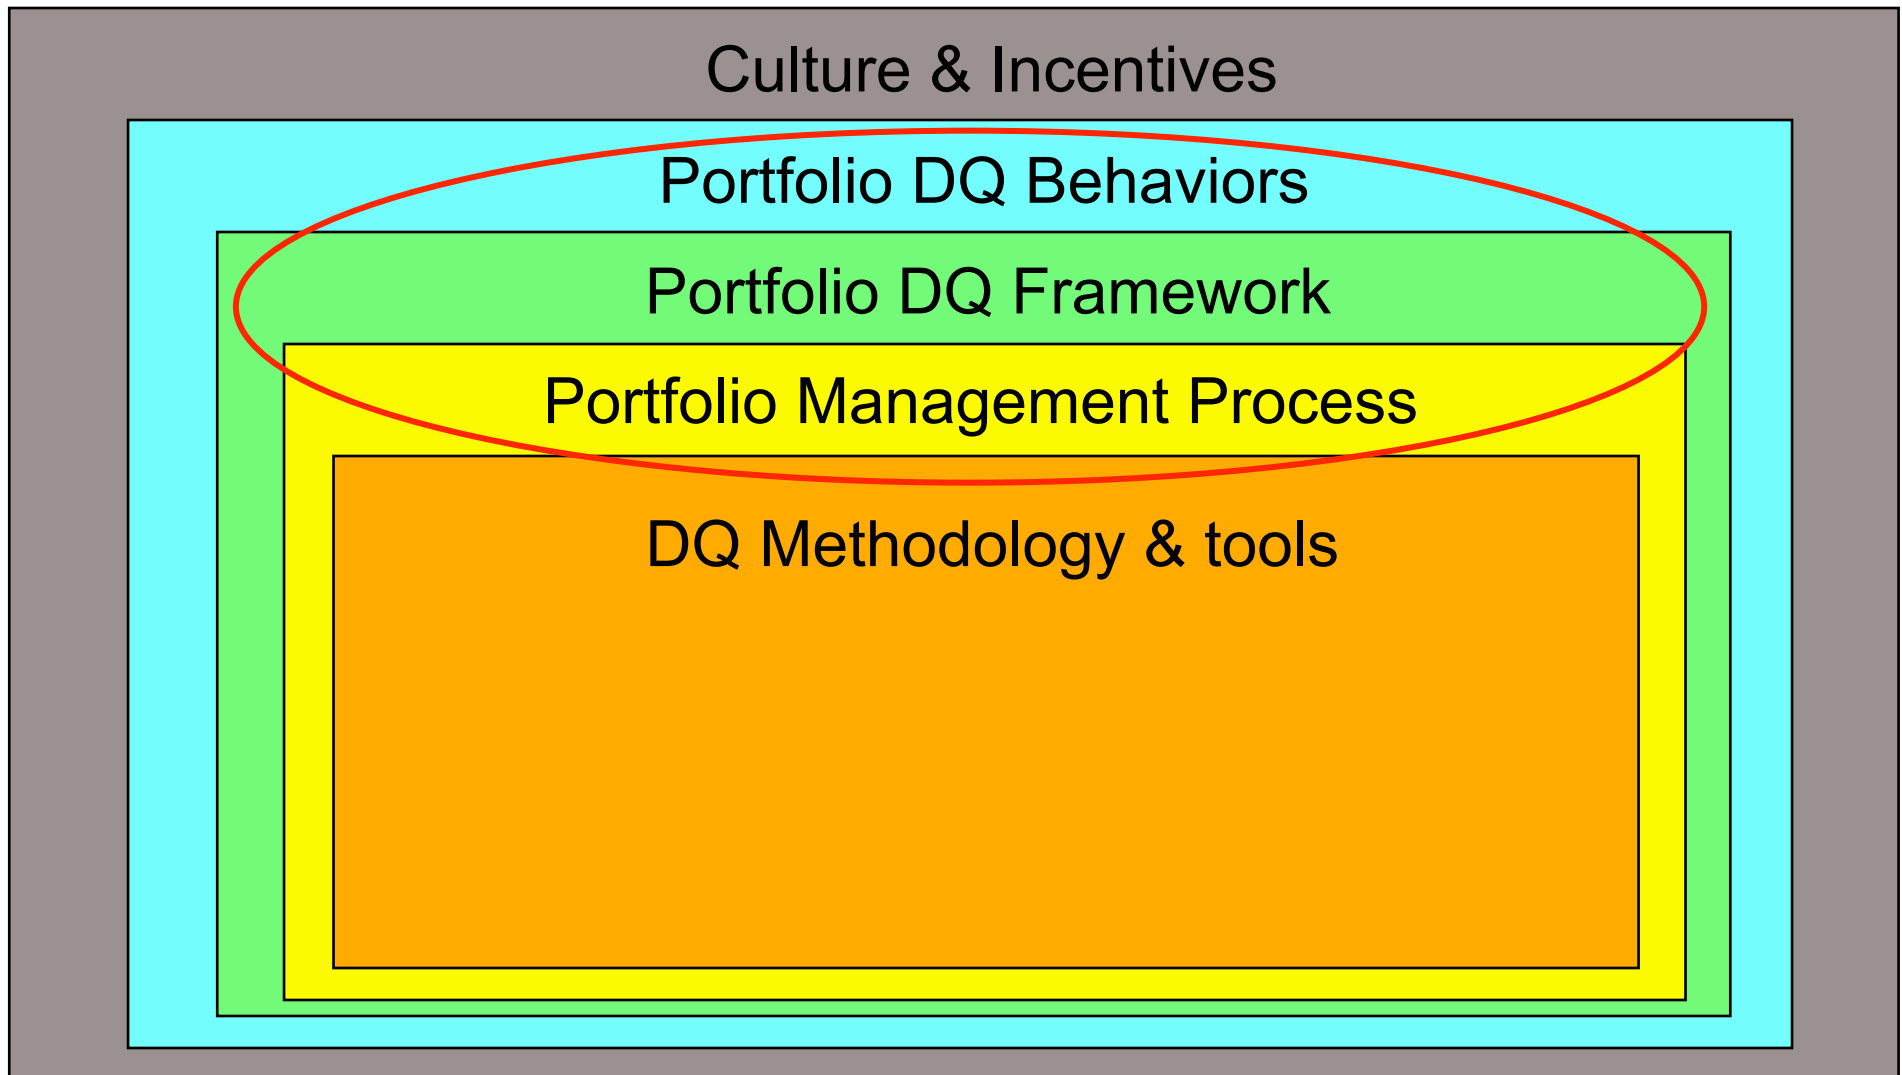 Culture & Incentives
Portfolio DQ Behaviors
Portfolio DQ Framework
Portfolio Management Process
DQ Methodology & tools